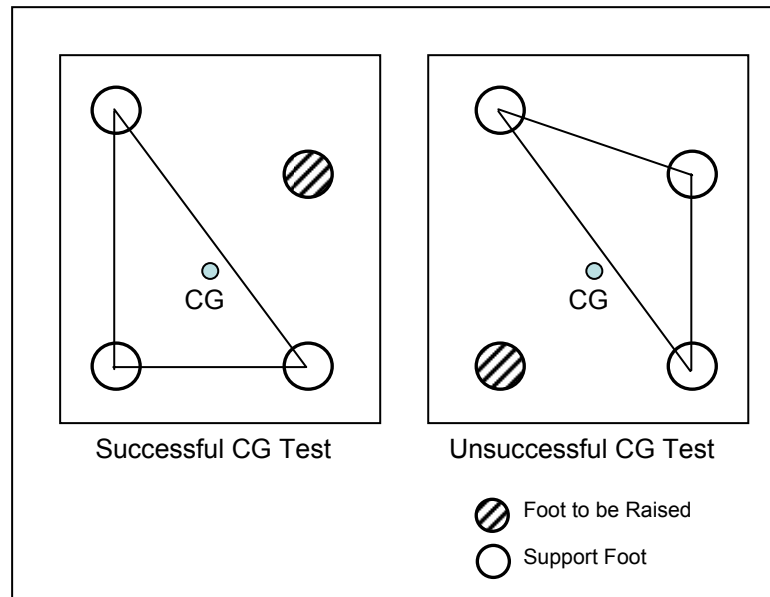 CG
CG
Successful CG Test
Unsuccessful CG Test
Foot to be Raised
Support Foot